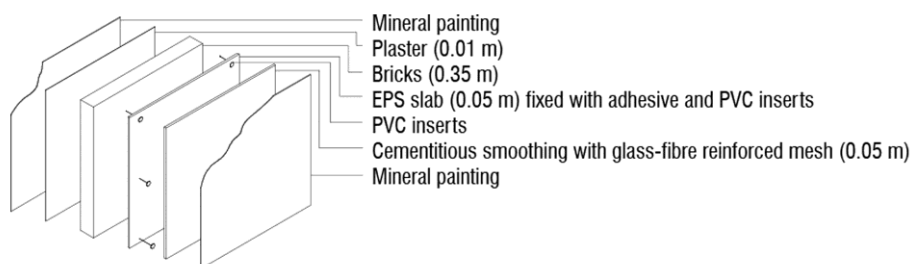 Mineral painting
Plaster (0.01 m)
Bricks (0.35 m)
EPS slab (0.05 m) fixed with adhesive and PVC inserts
PVC inserts
Cementitious smoothing with glass-fibre reinforced mesh (0.05 m)
Mineral painting